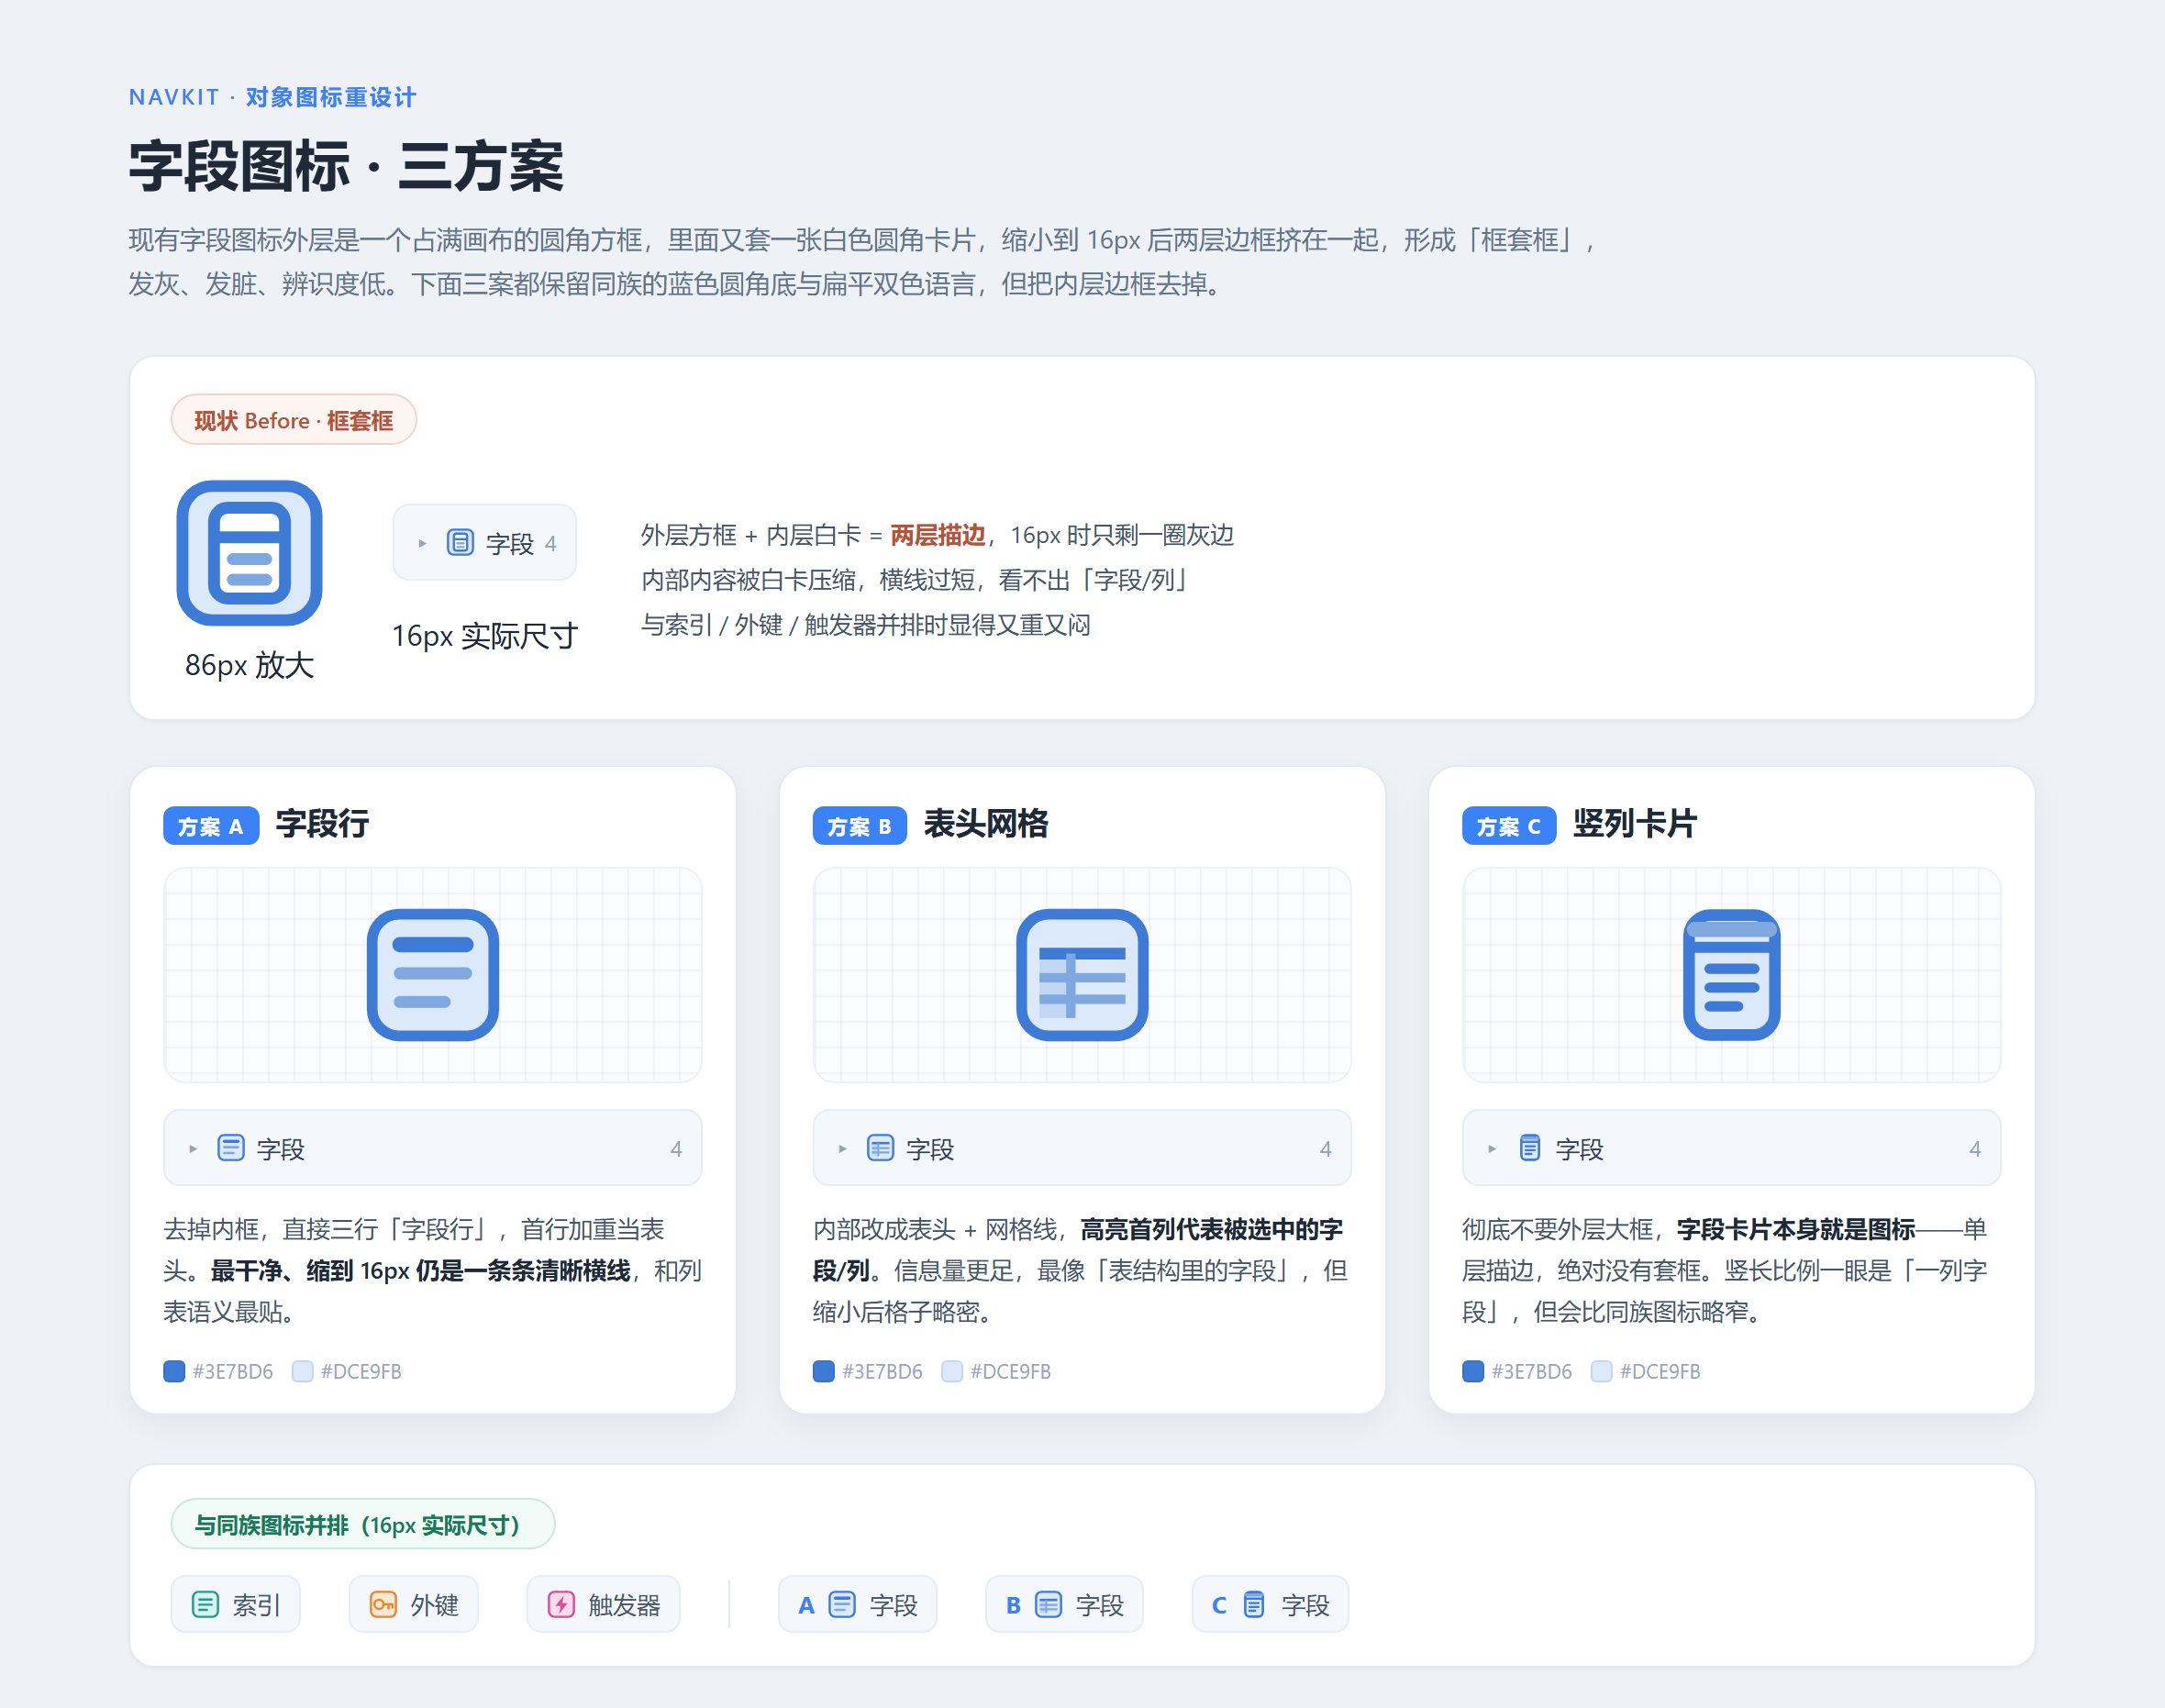 NAVKIT · 对象图标重设计
字段图标 · 三方案
现有字段图标外层是一个占满画布的圆角方框，里面又套一张白色圆角卡片，缩小到 16px 后两层边框挤在一起，形成「框套框」，
发灰、发脏、辨识度低。下面三案都保留同族的蓝色圆角底与扁平双色语言，但把内层边框去掉。
现状 Before · 框套框
86px 放大
字段 4
16px 实际尺寸
外层方框 + 内层白卡 = 两层描边，16px 时只剩一圈灰边
内部内容被白卡压缩，横线过短，看不出「字段/列」
与索引 / 外键 / 触发器并排时显得又重又闷
方案 A 字段行
字段 4
去掉内框，直接三行「字段行」，首行加重当表
头。最干净、缩到 16px 仍是一条条清晰横线，和列
表语义最贴。
#3E7BD6 #DCE9FB
方案 B 表头网格
字段 4
内部改成表头 + 网格线，高亮首列代表被选中的字
段/列。信息量更足，最像「表结构里的字段」，但
缩小后格子略密。
#3E7BD6 #DCE9FB
方案 C 竖列卡片
字段 4
彻底不要外层大框，字段卡片本身就是图标——单
层描边，绝对没有套框。竖长比例一眼是「一列字
段」，但会比同族图标略窄。
#3E7BD6 #DCE9FB
与同族图标并排（16px 实际尺寸）
索引 外键 触发器 A 字段 B 字段 C 字段